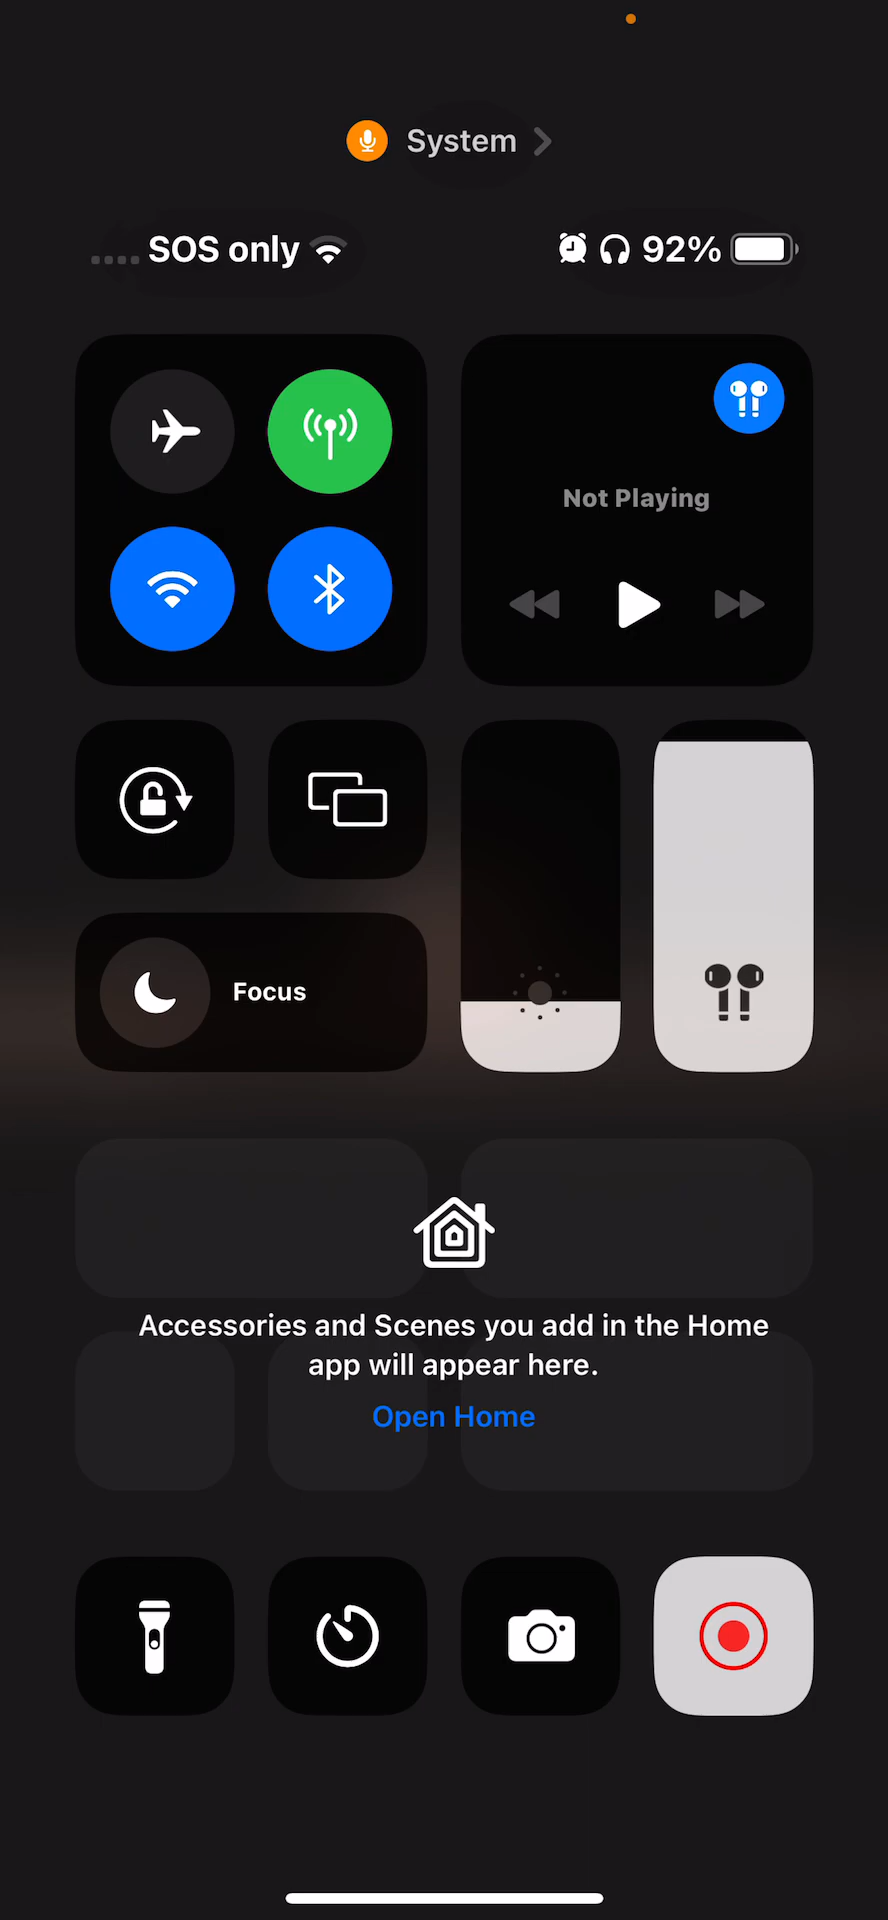 System
SOS only
92%
Not Playing
Focus
Accessories and Scenes you add in the Home
app will appear here.
Open Home